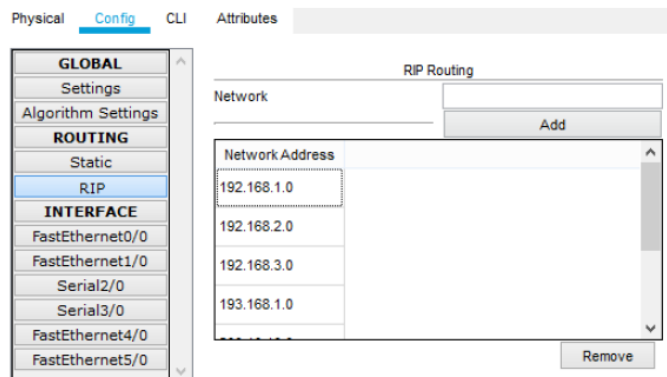 Physical Config CLI Attributes
GLOBAL
Settings
Algorithm Settings
ROUTING
Static
RIP
INTERFACE
FastEthernet0/0
FastEthernet1/0
Serial2/0
Serial3/0
FastEthernet4/0
FastEthernet5/0
RIP Routing
Network
Add
Network Address
192.168.1.0
192.168.2.0
192.168.3.0
193.168.1.0
Remove